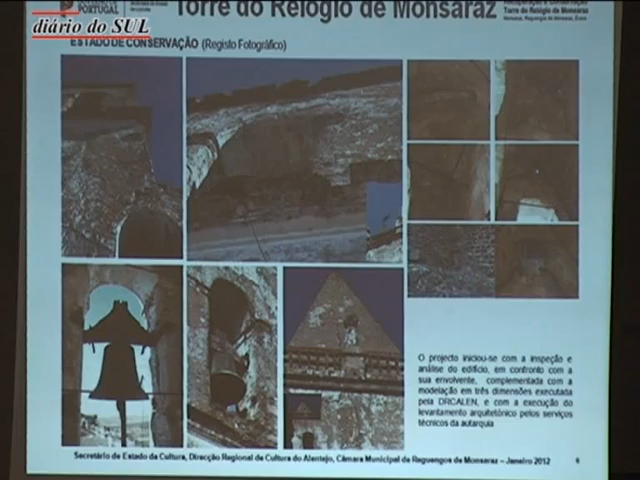 PORTUGAL
diário do SUL
Torre do Relógio de Monsaraz
Torre do Relógio de Monsaraz
ESTADO DE CONSERVAÇÃO (Registo Fotográfico)
O projecto iniciou-se com a inspeção e
análise do edifício, em confronto com a
sua envolvente, complementada com a
modelação em três dimensões executada
pela DRCALEN, e com a execução do
levantamento arquitetónico pelos serviços
técnicos da autarquia
Secretário de Estado da Cultura, Direcção Regional de Cultura do Alentejo, Câmara Municipal de Reguengos de Monsaraz – Janeiro 2012